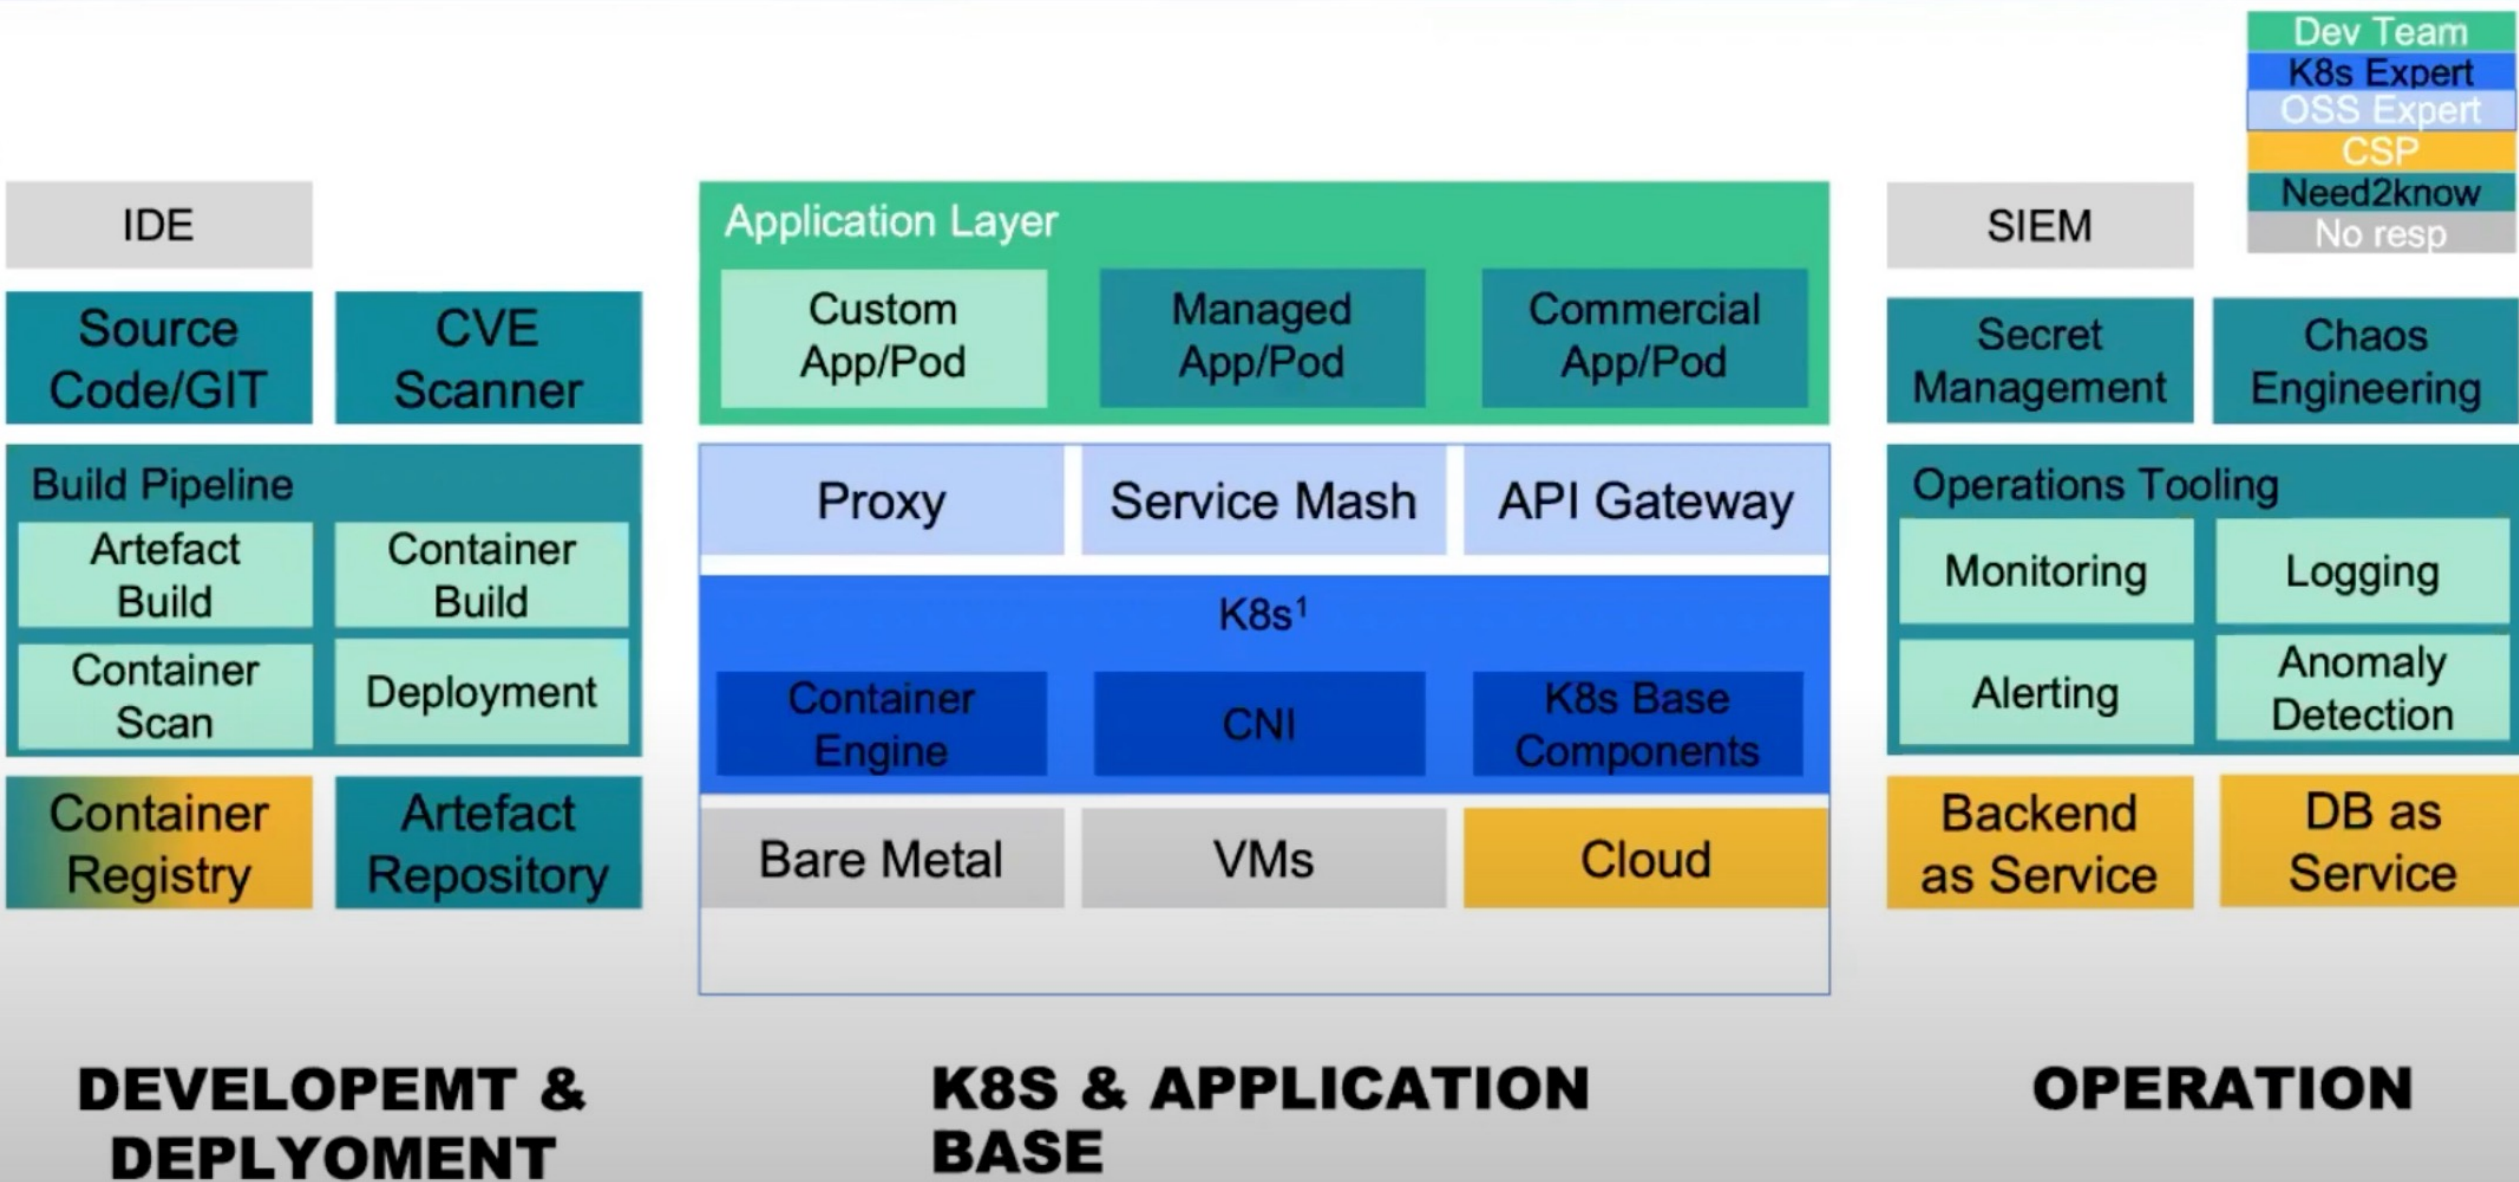 Dev Team
K8s Expert
OSS Expert
CSP
Need2know
No resp
IDE
Source
Code/GIT
CVE
Scanner
Build Pipeline
Artefact
Build
Container
Build
Container
Scan
Deployment
Container
Registry
Artefact
Repository
DEVELOPEMT &
DEPLYOMENT
Application Layer
Custom
App/Pod
Managed
App/Pod
Commercial
App/Pod
Proxy
Service Mash
API Gateway
K8s¹
Container
Engine
CNI
K8s Base
Components
Bare Metal
VMs
Cloud
K8S & APPLICATION
BASE
SIEM
Secret
Management
Chaos
Engineering
Operations Tooling
Monitoring
Logging
Alerting
Anomaly
Detection
Backend
as Service
DB as
Service
OPERATION